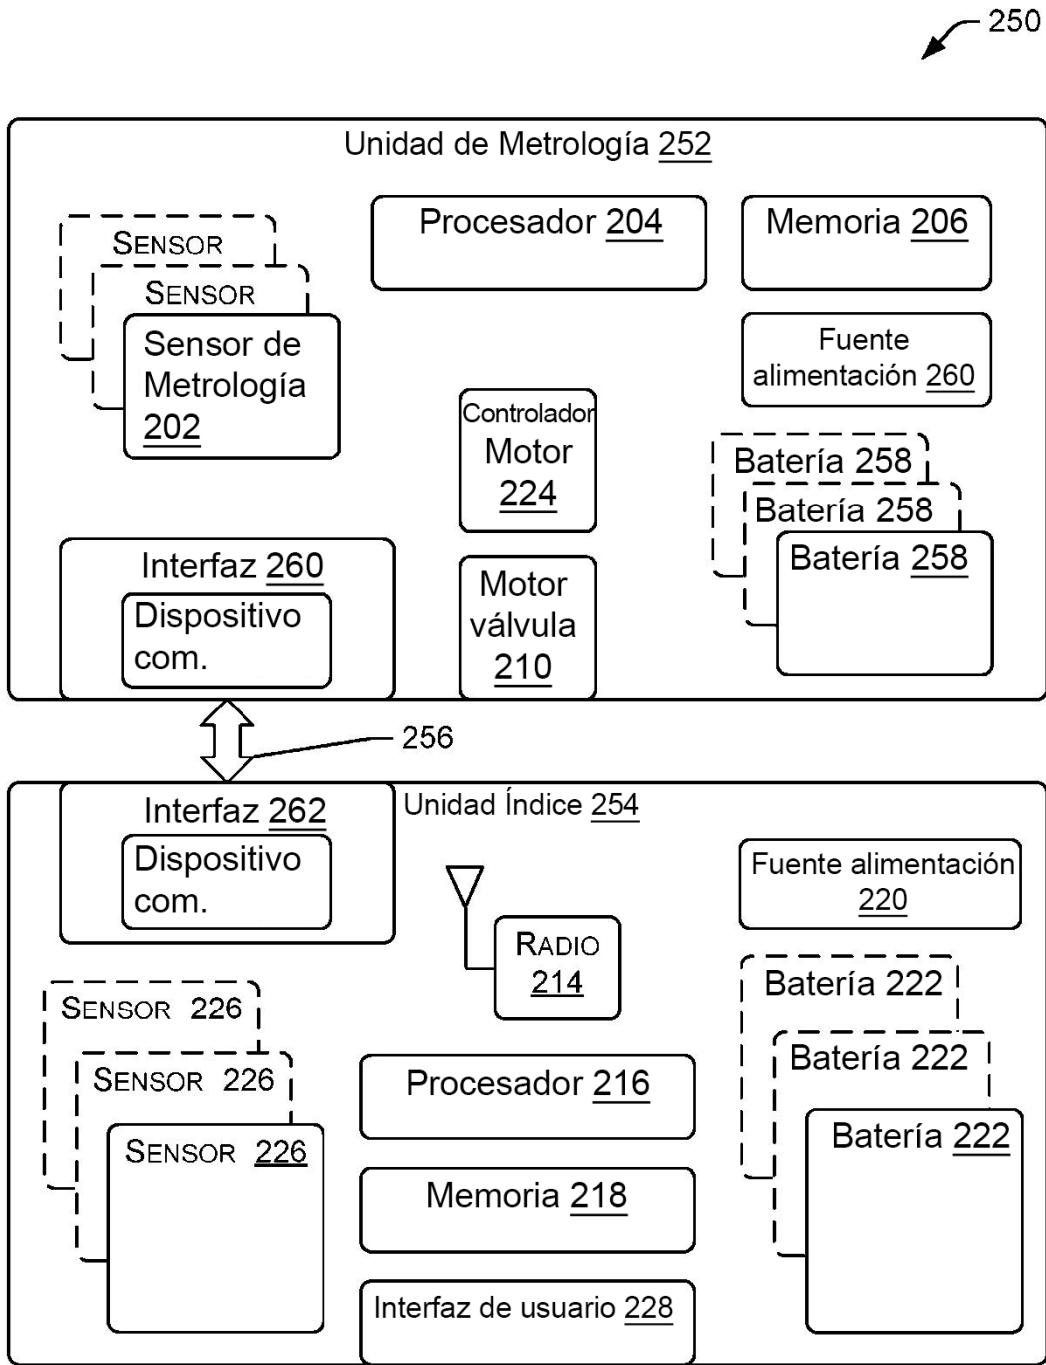 250
Unidad de Metrología 252
Procesador 204
Memoria 206
SENSOR
SENSOR
Sensor de
Metrología
202
Fuente
alimentación 260
Controlador
Motor
224
Batería 258
Batería 258
Batería 258
Interfaz 260
Dispositivo
com.
Motor
válvula
210
256
Interfaz 262
Dispositivo
com.
Unidad Índice 254
Fuente alimentación
220
RADIO
214
SENSOR 226
SENSOR 226
SENSOR 226
Batería 222
Batería 222
Batería 222
Procesador 216
Memoria 218
Interfaz de usuario 228